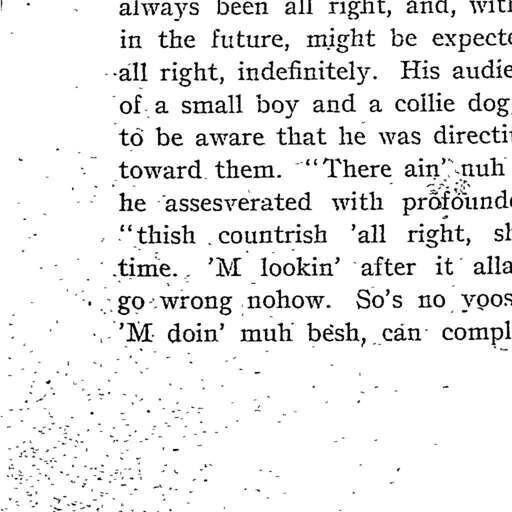 always been all right, and, with
in the future, might be expecte
all right, indefinitely. His audie
of a small boy and a collie dog,
to be aware that he was directi
toward them. "There ain' nuh
he assesverated with profounde
"thish countrish 'all right, sh
time. 'M lookin' after it alla
go wrong nohow. So's no yoos
'M doin' muh besh, can compl